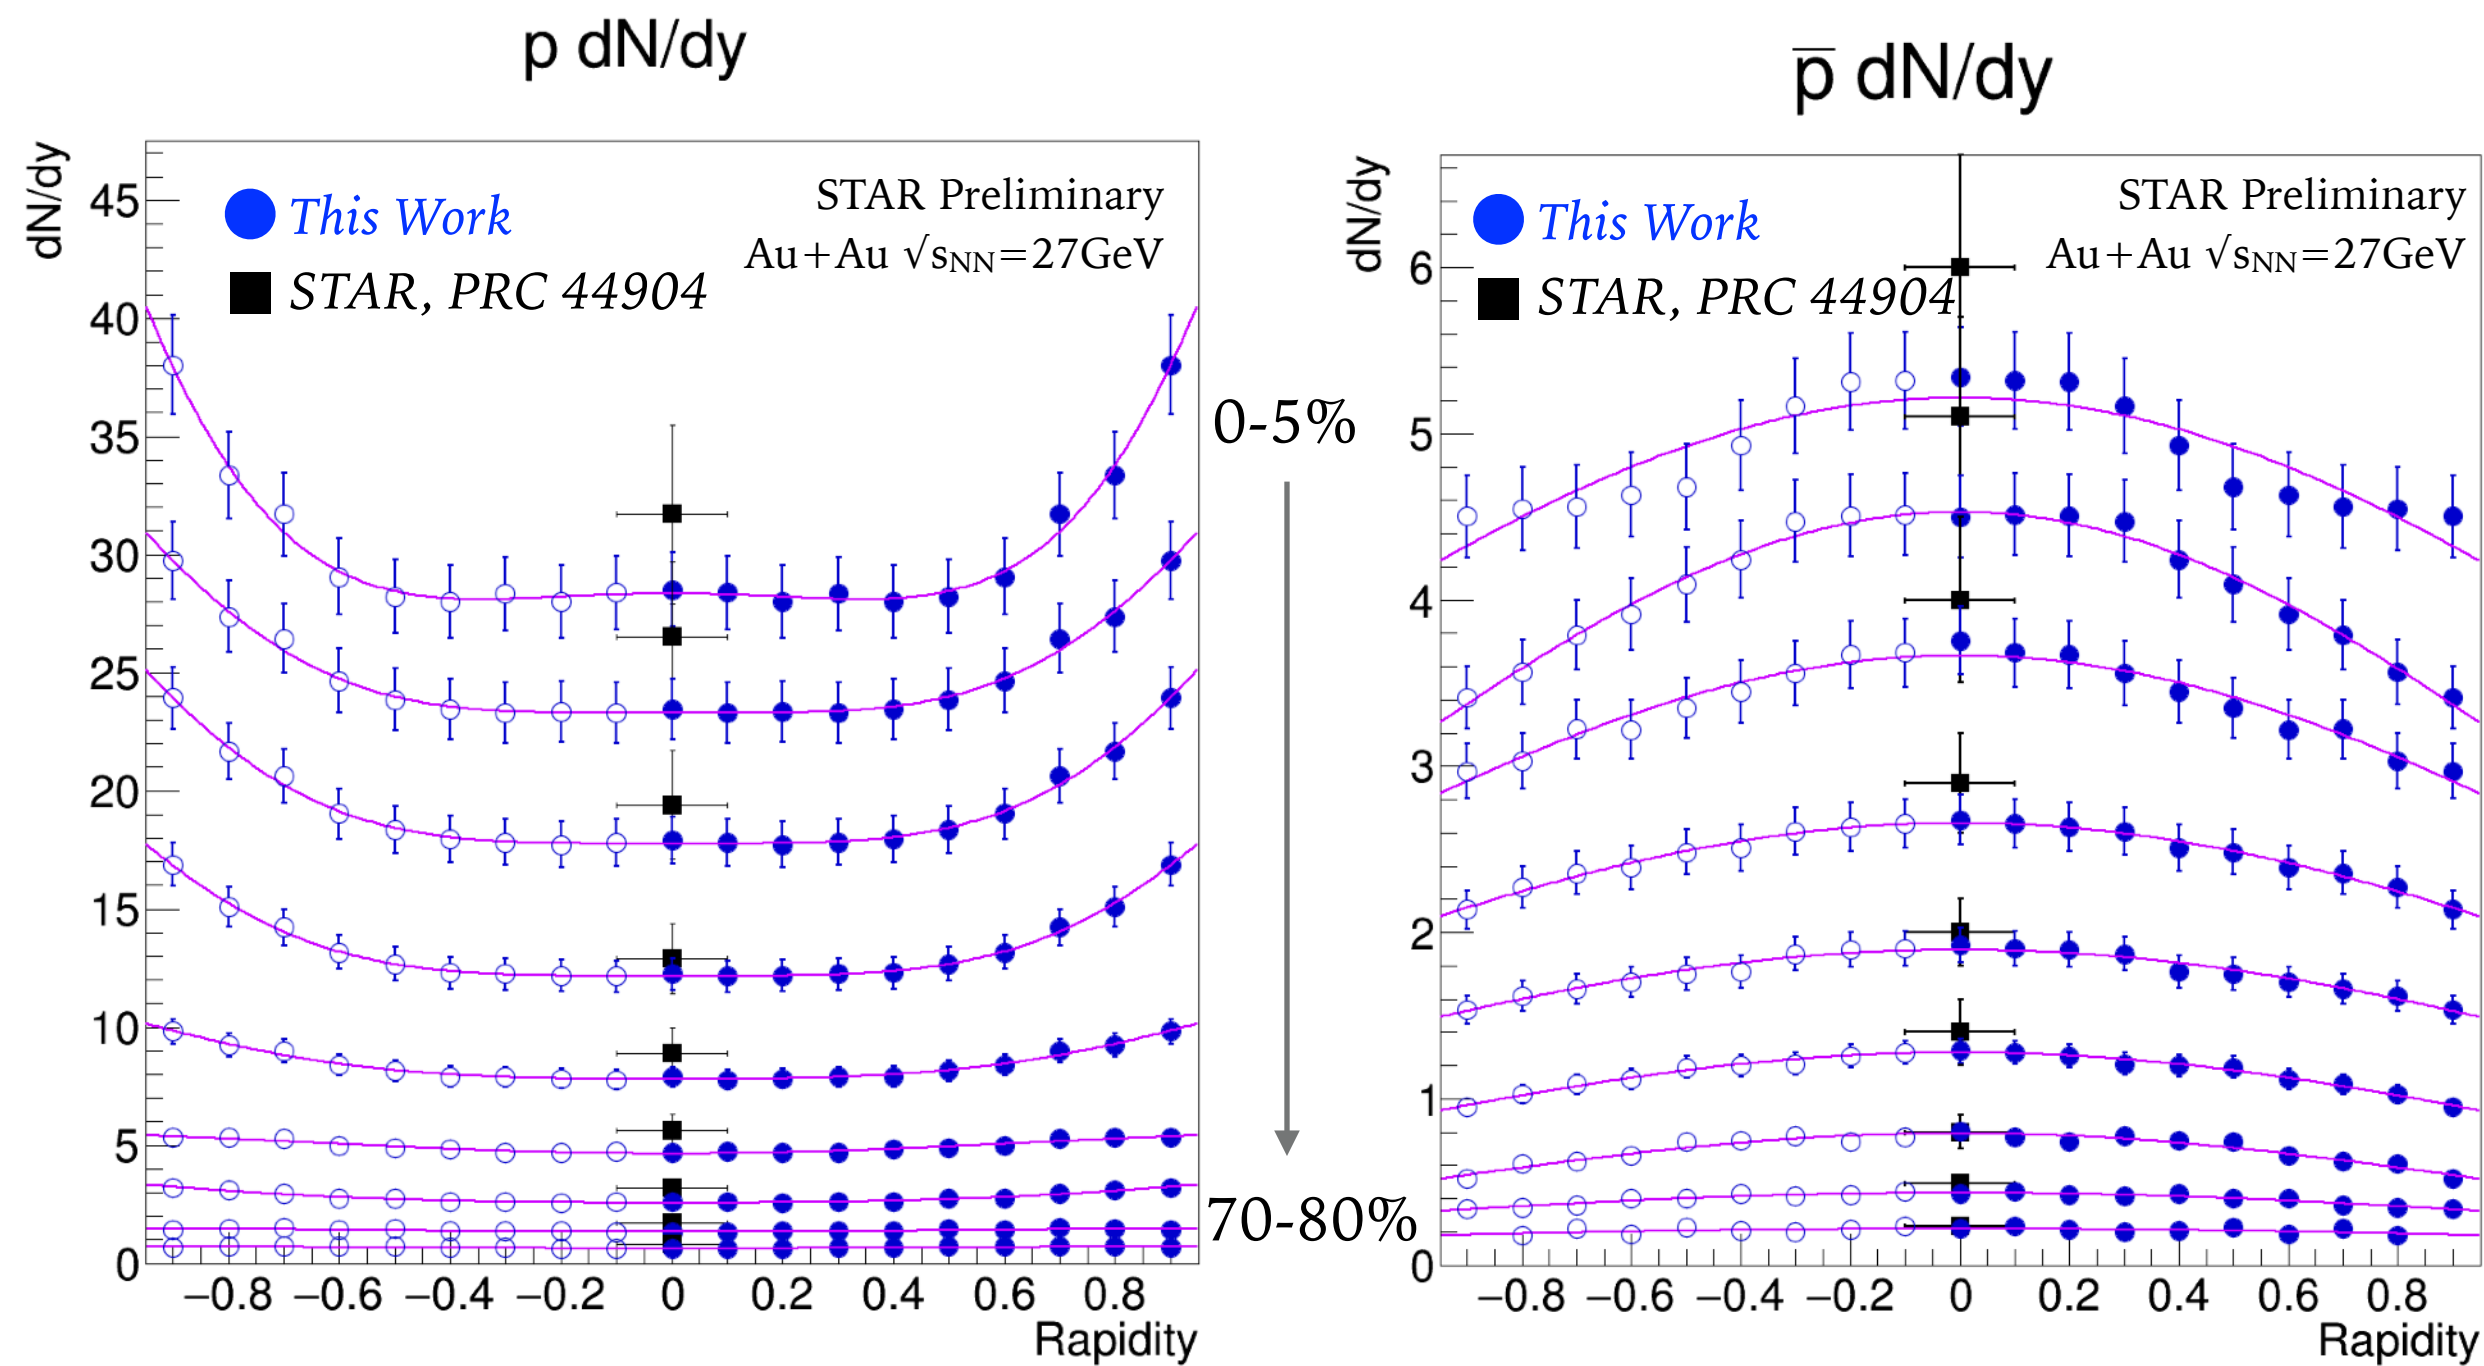 p dN/dy
dN/dy
This Work
STAR, PRC 44904
STAR Preliminary
Au+Au √sNN=27GeV
45
40
35
30
25
20
15
10
5
0
−0.8 −0.6 −0.4 −0.2 0 0.2 0.4 0.6 0.8
Rapidity
0-5%
70-80%
p̅ dN/dy
dN/dy
This Work
STAR, PRC 44904
STAR Preliminary
Au+Au √sNN=27GeV
6
5
4
3
2
1
0
−0.8 −0.6 −0.4 −0.2 0 0.2 0.4 0.6 0.8
Rapidity